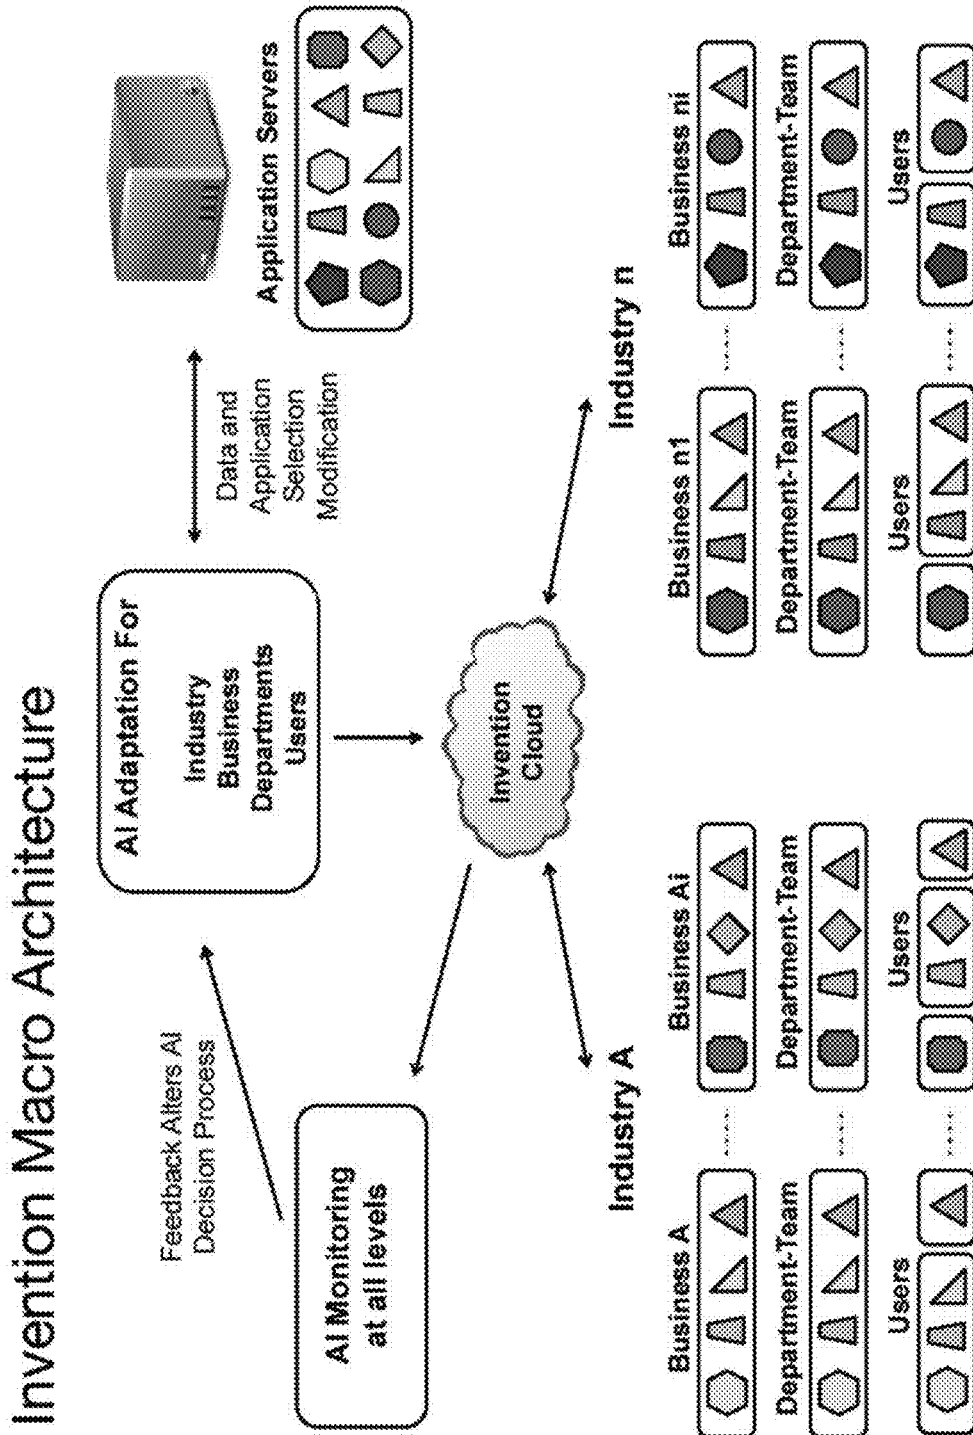 Invention Macro Architecture
Feedback Alters AI
Decision Process
AI Adaptation For
Industry
Business
Departments
Users
Data and
Application
Selection
Modification
Application Servers
AI Monitoring
at all levels
Invention
Cloud
Industry A
Industry n
Business A
Business Ai
Business n1
Business ni
Department-Team
Department-Team
Department-Team
Department-Team
Users
Users
Users
Users